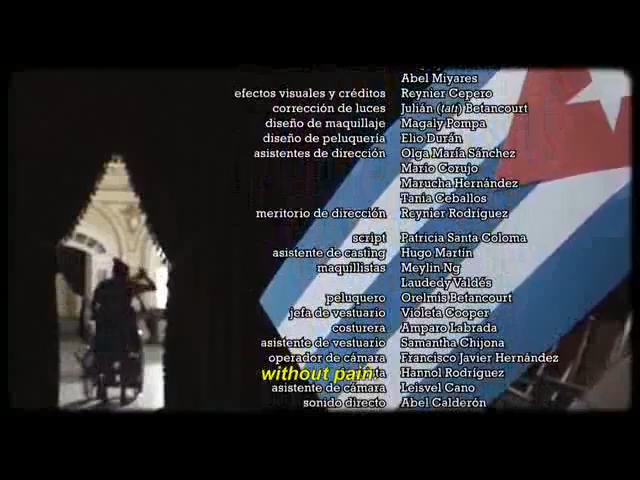 Abel Miyares
efectos visuales y créditos Reynier Cepero
corrección de luces Julián (tati) Betancourt
diseño de maquillaje Magaly Pompa
diseño de peluquería Elio Durán
asistentes de dirección Olga María Sánchez
Mario Corujo
Marucha Hernández
Tania Ceballos
meritorio de dirección Reynier Rodríguez
script Patricia Santa Coloma
asistente de casting Hugo Martín
maquillistas Meylin Ng
Laudedy Valdés
peluquero Orelmis Betancourt
jefa de vestuario Violeta Cooper
costurera Amparo Labrada
asistente de vestuario Samantha Chijona
operador de cámara Francisco Javier Hernández
without pain Hannol Rodríguez
asistente de cámara Leisvel Cano
sonido directo Abel Calderón